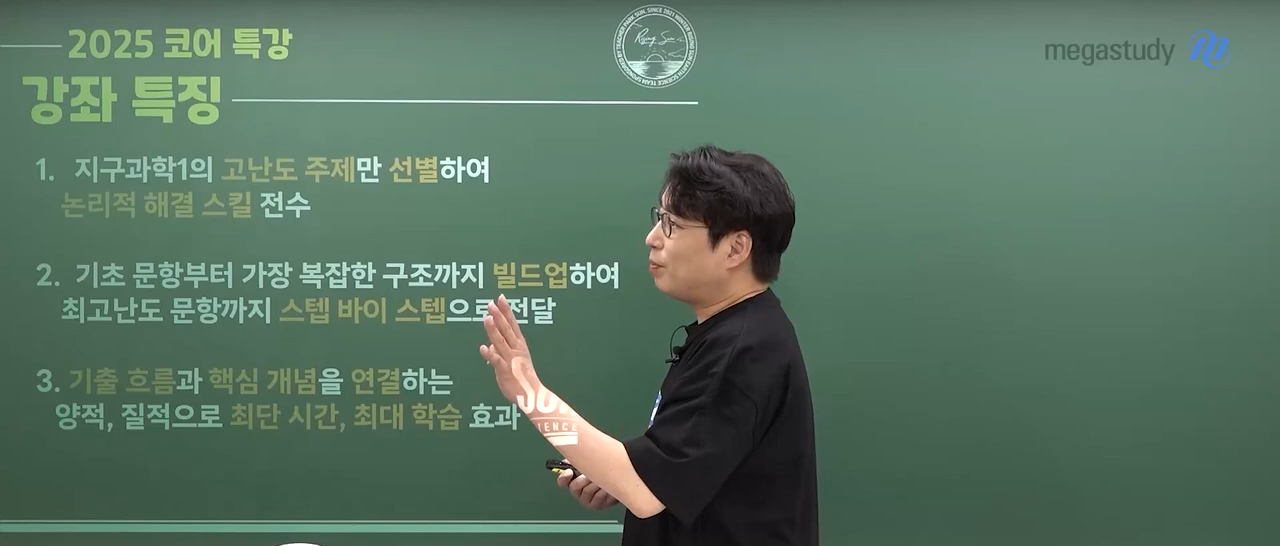 2025 코어 특강
강좌 특징
megastudy
1. 지구과학1의 고난도 주제만 선별하여
논리적 해결 스킬 전수
2. 기초 문항부터 가장 복잡한 구조까지 빌드업하여
최고난도 문항까지 스텝 바이 스텝으로 전달
3. 기출 흐름과 핵심 개념을 연결하는
양적, 질적으로 최단 시간, 최대 학습 효과